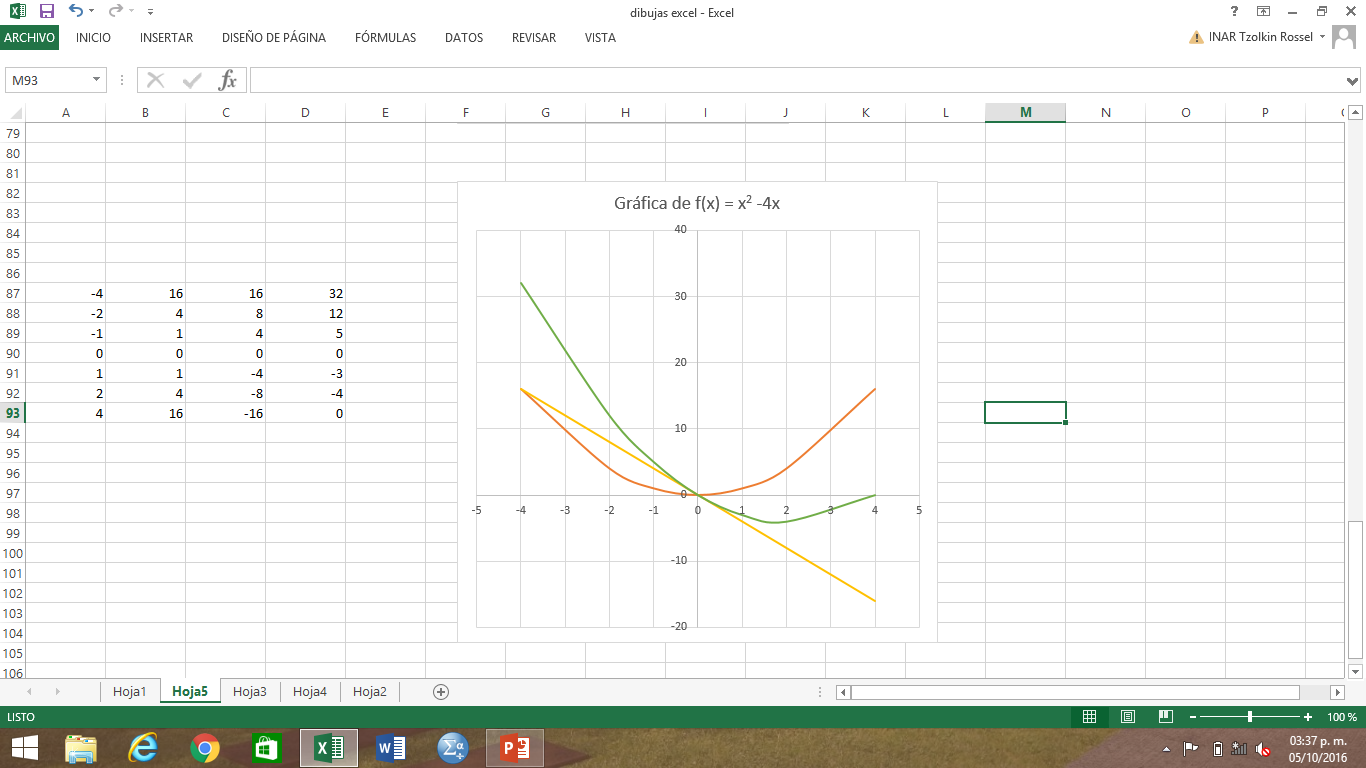 dibujas excel - Excel
?
ARCHIVO INICIO INSERTAR DISEÑO DE PÁGINA FÓRMULAS DATOS REVISAR VISTA INAR Tzolkin Rossel
M93 fx
A B C D E F G H I J K L M N O P
79
80
81
82
83
84
85
86
87 -4 16 16 32
88 -2 4 8 12
89 -1 1 4 5
90 0 0 0 0
91 1 1 -4 -3
92 2 4 -8 -4
93 4 16 -16 0
94
95
96
97
98
99
100
101
102
103
104
105
106
Gráfica de f(x) = x² -4x
40
30
20
10
0
-5 -4 -3 -2 -1 0 1 2 3 4 5
-10
-20
Hoja1 Hoja5 Hoja3 Hoja4 Hoja2
LISTO 100 %
03:37 p. m.
05/10/2016